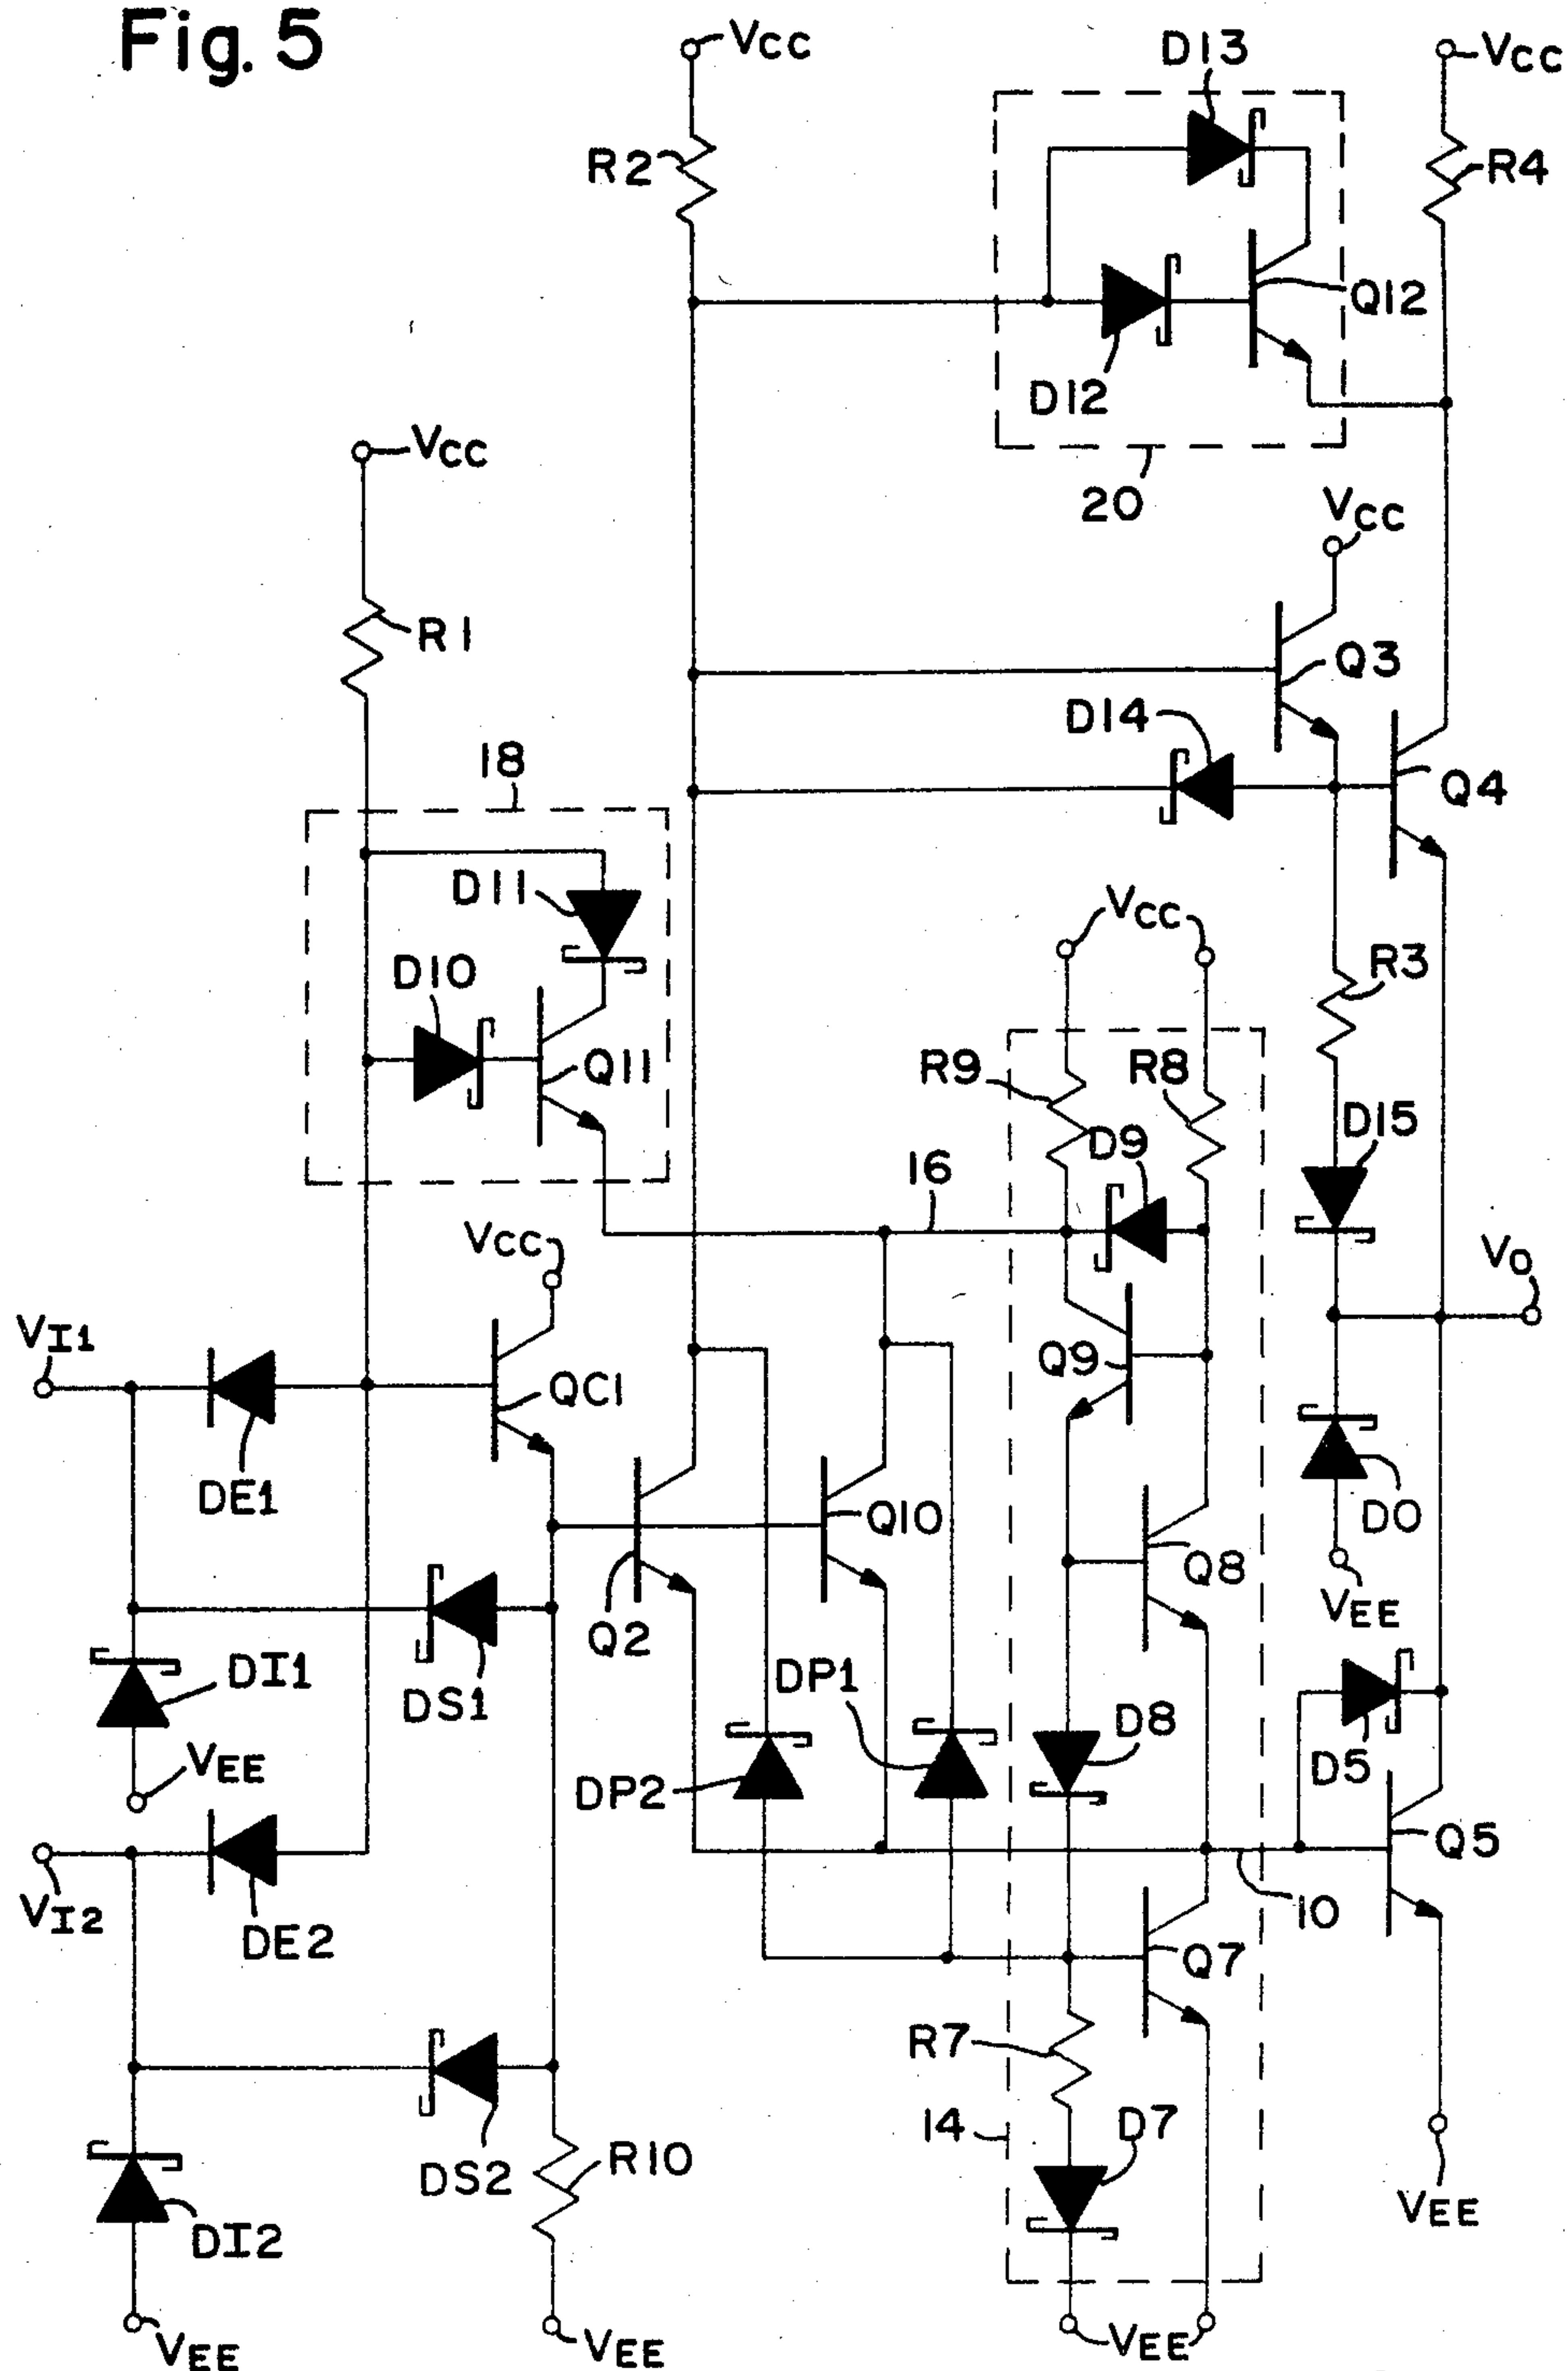 Fig. 5
VCC
D13
VCC
R2
R4
Q12
D12
VCC
20
VCC
R1
Q3
D14
18
Q4
D11
VCC
D10
R3
Q11
R9
R8
D15
D9
16
VCC
VO
VI1
Q9
QC1
DE1
Q10
DO
Q8
VEE
Q2
DI1
DS1
DP1
D8
VEE
D5
DP2
Q5
VI2
10
DE2
Q7
R7
14
D7
DS2
R10
VEE
DI2
VEE
VEE
VEE